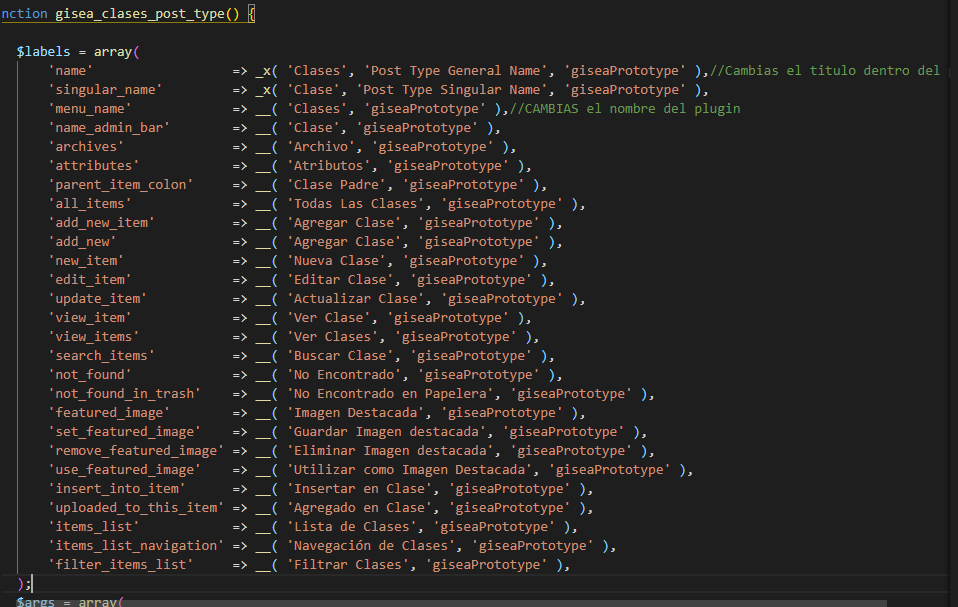 nction gisea_clases_post_type() {
$labels = array(
'name' => _x( 'Clases', 'Post Type General Name', 'giseaPrototype' ),//Cambias el titulo dentro del
'singular_name' => _x( 'Clase', 'Post Type Singular Name', 'giseaPrototype' ),
'menu_name' => __( 'Clases', 'giseaPrototype' ),//CAMBIAS el nombre del plugin
'name_admin_bar' => __( 'Clase', 'giseaPrototype' ),
'archives' => __( 'Archivo', 'giseaPrototype' ),
'attributes' => __( 'Atributos', 'giseaPrototype' ),
'parent_item_colon' => __( 'Clase Padre', 'giseaPrototype' ),
'all_items' => __( 'Todas Las Clases', 'giseaPrototype' ),
'add_new_item' => __( 'Agregar Clase', 'giseaPrototype' ),
'add_new' => __( 'Agregar Clase', 'giseaPrototype' ),
'new_item' => __( 'Nueva Clase', 'giseaPrototype' ),
'edit_item' => __( 'Editar Clase', 'giseaPrototype' ),
'update_item' => __( 'Actualizar Clase', 'giseaPrototype' ),
'view_item' => __( 'Ver Clase', 'giseaPrototype' ),
'view_items' => __( 'Ver Clases', 'giseaPrototype' ),
'search_items' => __( 'Buscar Clase', 'giseaPrototype' ),
'not_found' => __( 'No Encontrado', 'giseaPrototype' ),
'not_found_in_trash' => __( 'No Encontrado en Papelera', 'giseaPrototype' ),
'featured_image' => __( 'Imagen Destacada', 'giseaPrototype' ),
'set_featured_image' => __( 'Guardar Imagen destacada', 'giseaPrototype' ),
'remove_featured_image' => __( 'Eliminar Imagen destacada', 'giseaPrototype' ),
'use_featured_image' => __( 'Utilizar como Imagen Destacada', 'giseaPrototype' ),
'insert_into_item' => __( 'Insertar en Clase', 'giseaPrototype' ),
'uploaded_to_this_item' => __( 'Agregado en Clase', 'giseaPrototype' ),
'items_list' => __( 'Lista de Clases', 'giseaPrototype' ),
'items_list_navigation' => __( 'Navegación de Clases', 'giseaPrototype' ),
'filter_items_list' => __( 'Filtrar Clases', 'giseaPrototype' ),
);
$args = array(